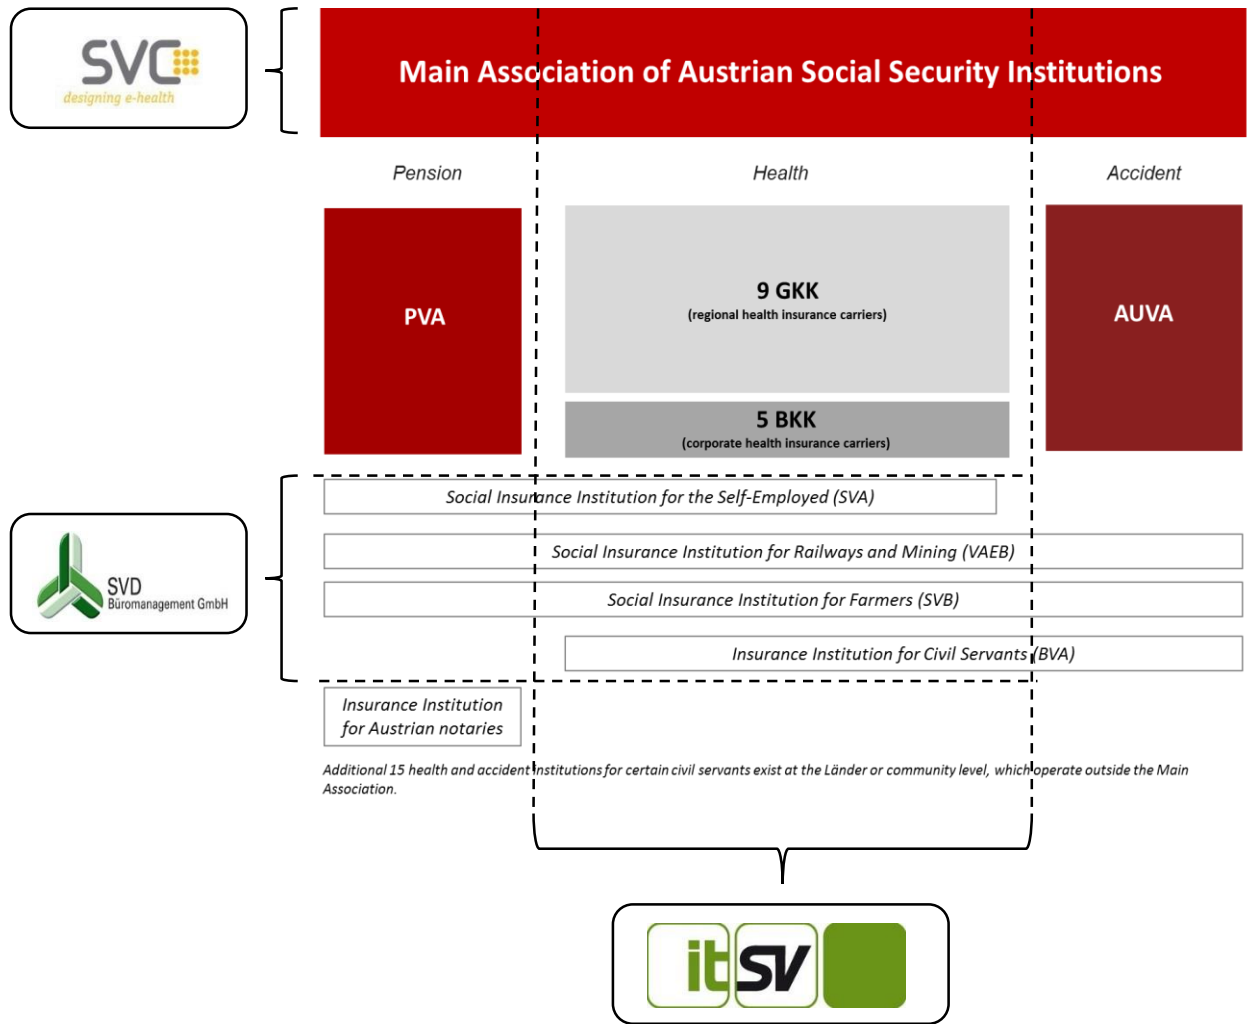 SVC
designing e-health
Main Association of Austrian Social Security Institutions
Pension
Health
Accident
PVA
9 GKK
(regional health insurance carriers)
AUVA
5 BKK
(corporate health insurance carriers)
Social Insurance Institution for the Self-Employed (SVA)
Social Insurance Institution for Railways and Mining (VAEB)
Social Insurance Institution for Farmers (SVB)
Insurance Institution for Civil Servants (BVA)
SVD
Büromanagement GmbH
Insurance Institution
for Austrian notaries
Additional 15 health and accident institutions for certain civil servants exist at the Länder or community level, which operate outside the Main
Association.
itSV